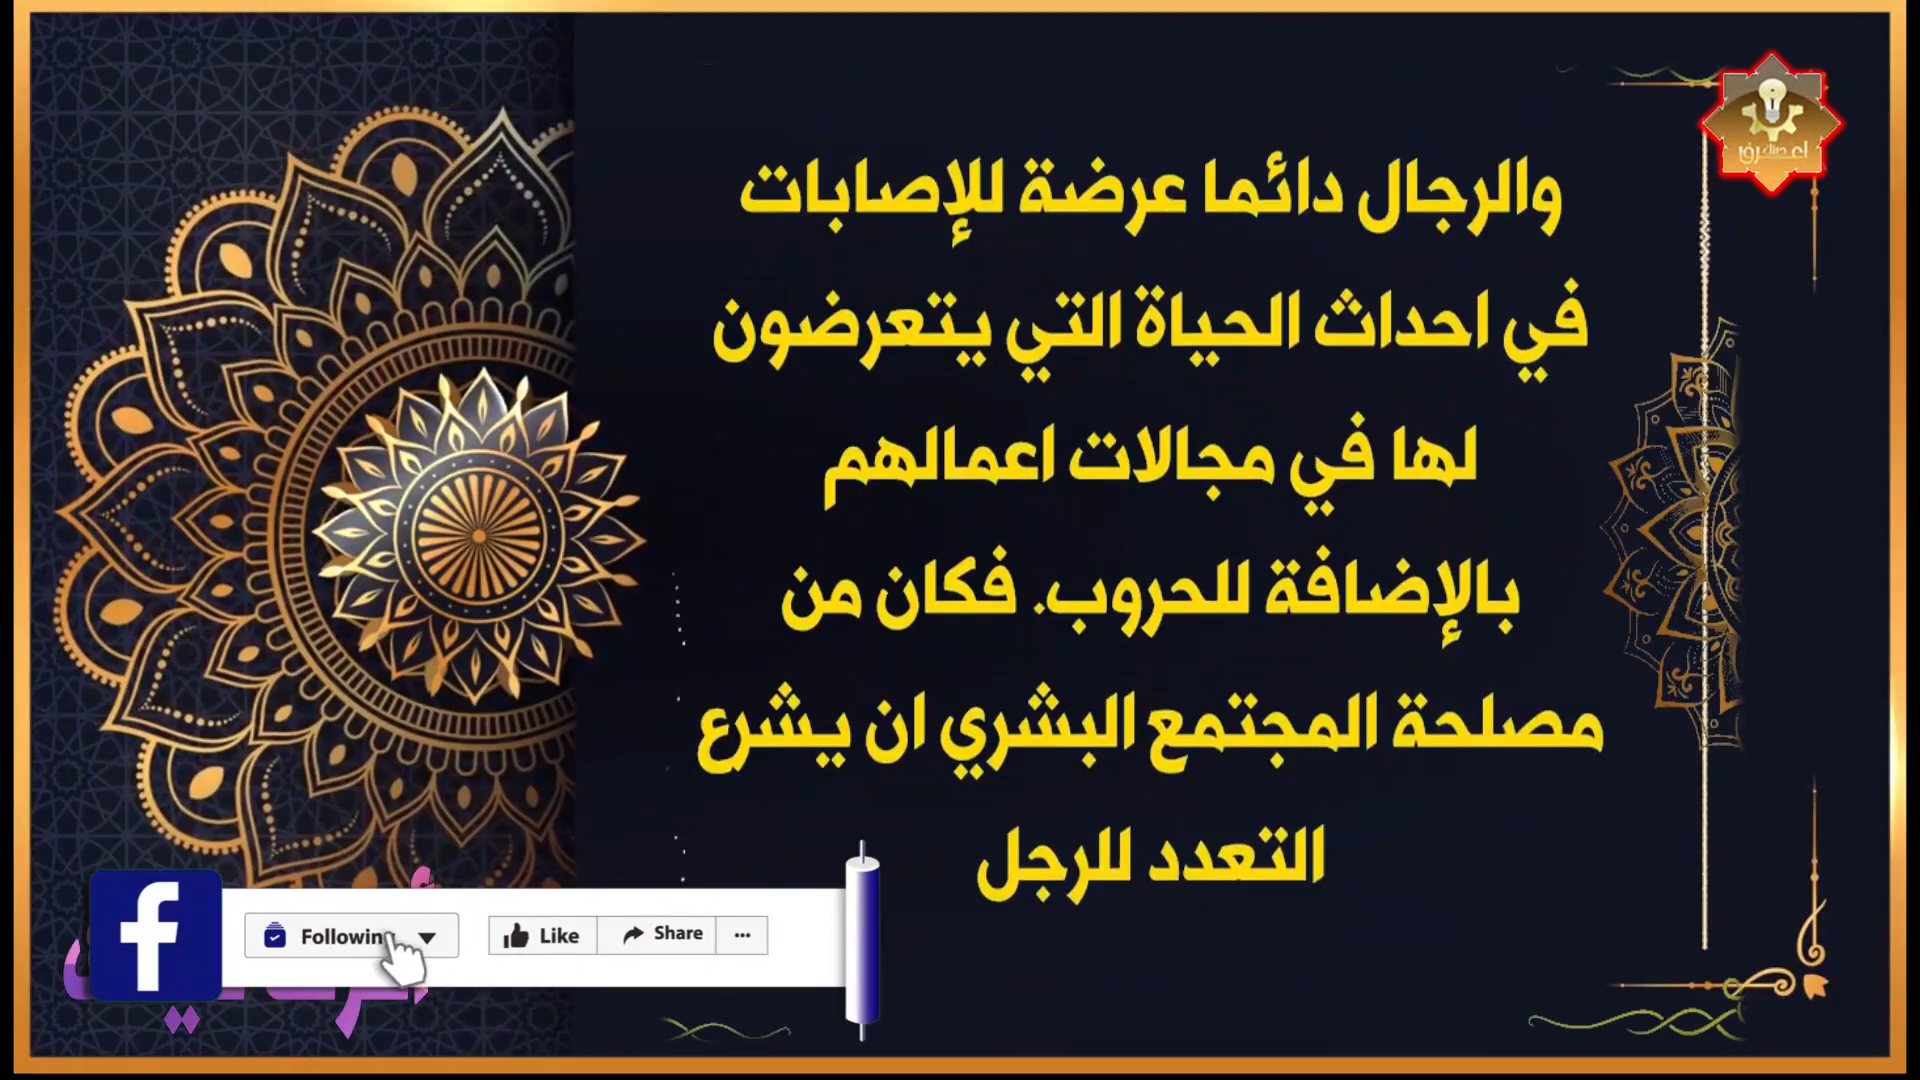 والرجال دائما عرضة للإصابات
في احداث الحياة التي يتعرضون
لها في مجالات اعمالهم
بالإضافة للحروب. فكان من
مصلحة المجتمع البشري ان يشرع
التعدد للرجل
Following
Like
Share